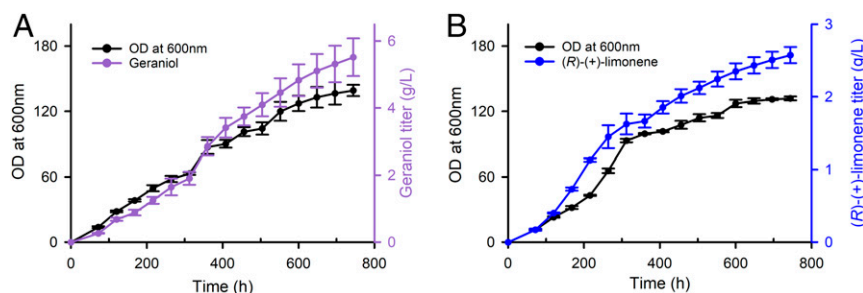 A
OD at 600nm
Geraniol
180
120
60
0
OD at 600nm
6
4
2
0
Geraniol titer (g/L)
0 200 400 600 800
Time (h)
B
OD at 600nm
(R)-(+)-limonene
180
120
60
0
OD at 600nm
3
2
1
0
(R)-(+)-limonene titer (g/L)
0 200 400 600 800
Time (h)